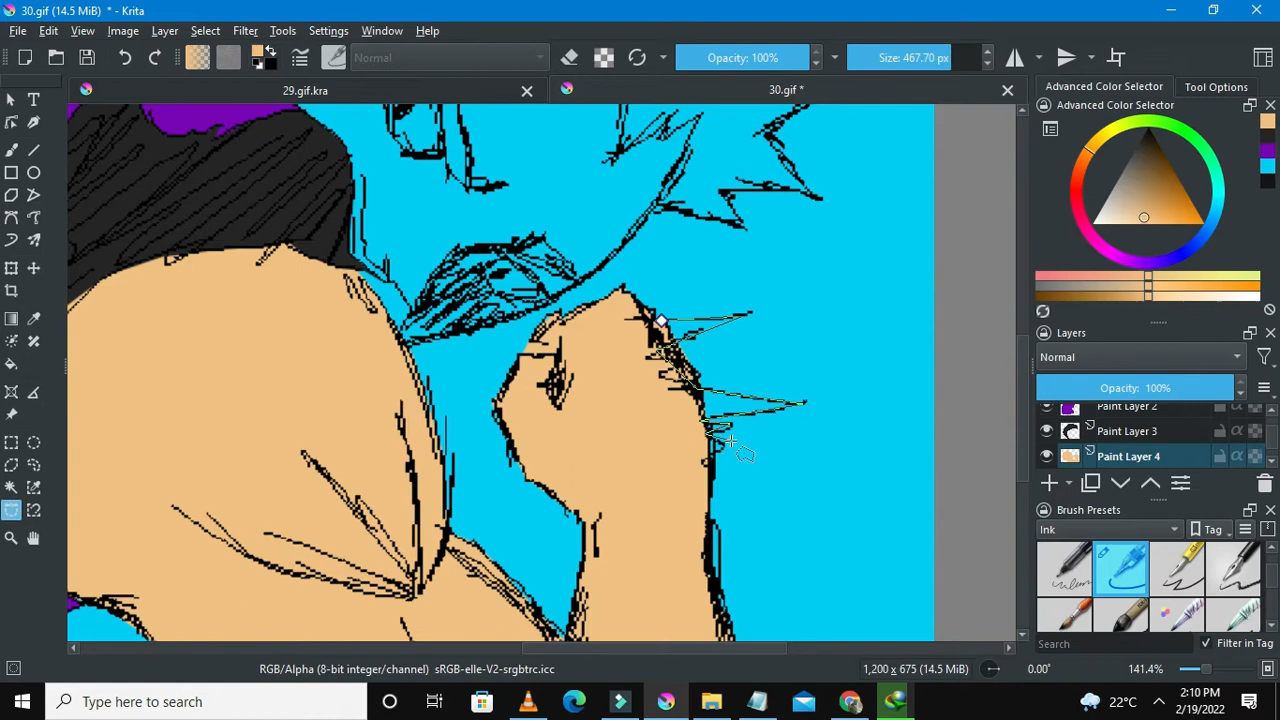 30.gif (14.5 MiB) * - Krita
File Edit View Image Layer Select Filter Tools Settings Window Help
Normal
Opacity: 100%
Size: 467.70 px
29.gif.kra
30.gif *
Advanced Color Selector
Tool Options
Advanced Color Selector
Layers
Normal
Opacity: 100%
Paint Layer 2
Paint Layer 3
Paint Layer 4
Brush Presets
Ink
Tag
Search
Filter in Tag
RGB/Alpha (8-bit integer/channel) sRGB-elle-V2-srgbtrc.icc
1,200 x 675 (14.5 MiB)
0.00°
141.4%
Type here to search
22°C
2:10 PM
2/19/2022